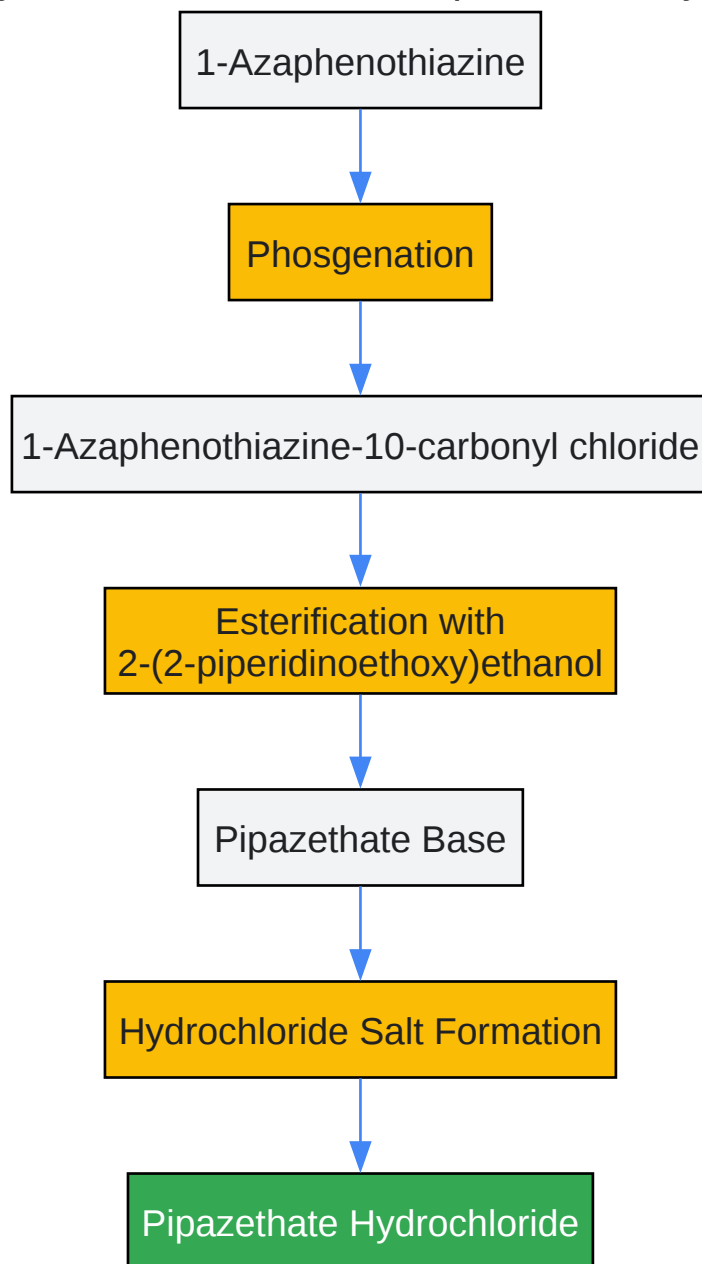 1-Azaphenothiazine
Phosgenation
1-Azaphenothiazine-10-carbonyl chloride
Esterification with
2-(2-piperidinoethoxy)ethanol
Pipazethate Base
Hydrochloride Salt Formation
Pipazethate Hydrochloride